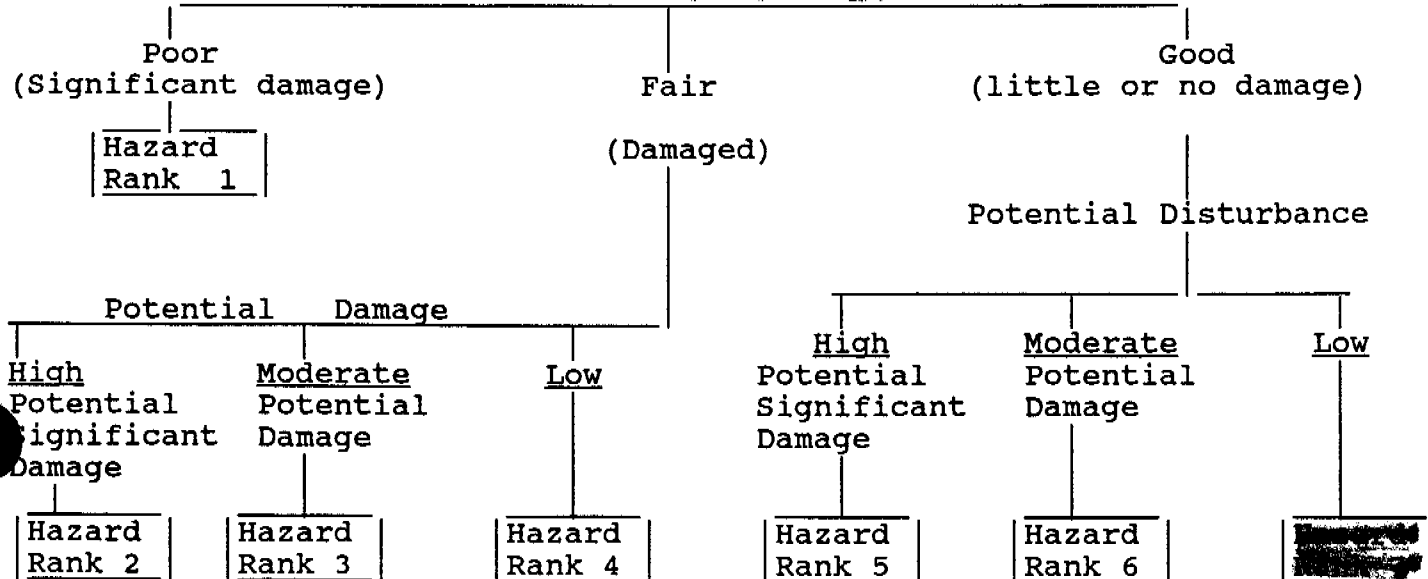 Poor
(Significant damage)
Hazard
Rank 1
Fair
(Damaged)
Good
(little or no damage)
Potential Disturbance
Potential Damage
High
Potential
Significant
Damage
Hazard
Rank 2
Moderate
Potential
Damage
Hazard
Rank 3
Low
Hazard
Rank 4
High
Potential
Significant
Damage
Hazard
Rank 5
Moderate
Potential
Damage
Hazard
Rank 6
Low